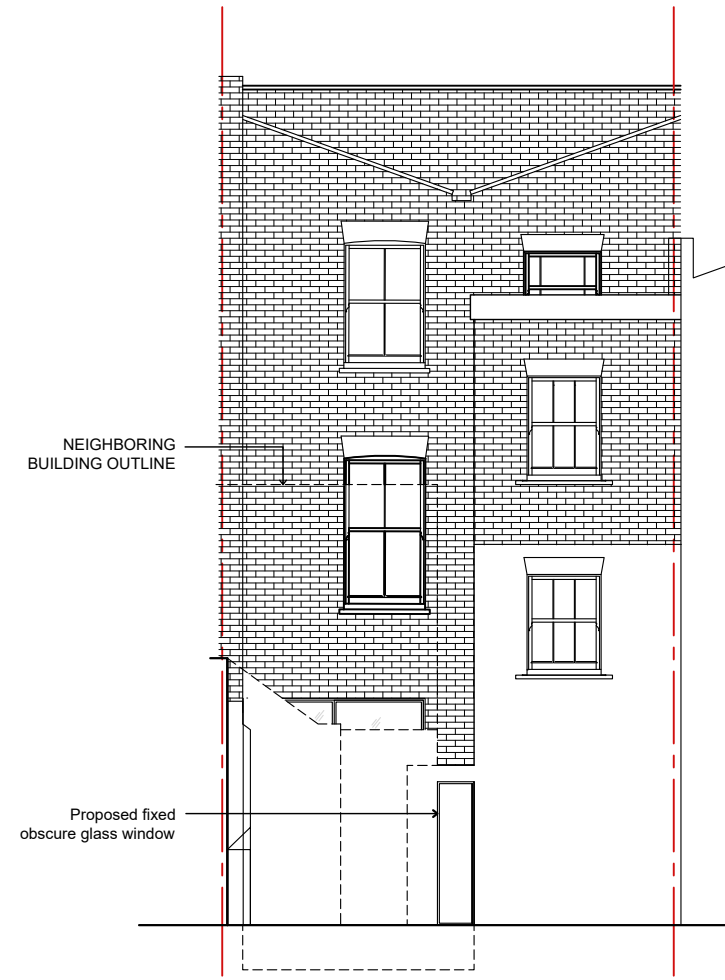 NEIGHBORING
BUILDING OUTLINE
Proposed fixed
obscure glass window